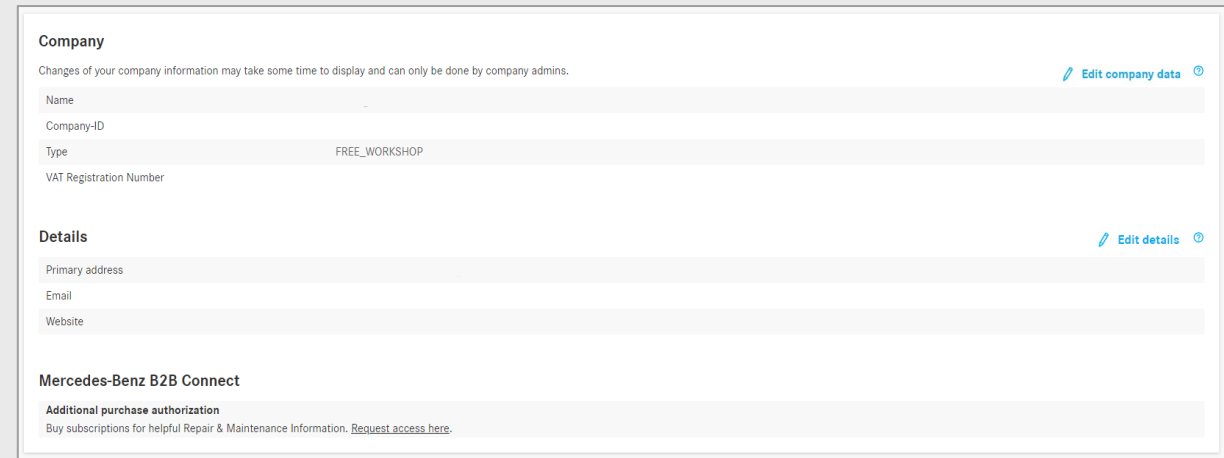 Company
Changes of your company information may take some time to display and can only be done by company admins.
Edit company data
Name
Company-ID
Type FREE_WORKSHOP
VAT Registration Number
Details
Edit details
Primary address
Email
Website
Mercedes-Benz B2B Connect
Additional purchase authorization
Buy subscriptions for helpful Repair & Maintenance Information. Request access here.